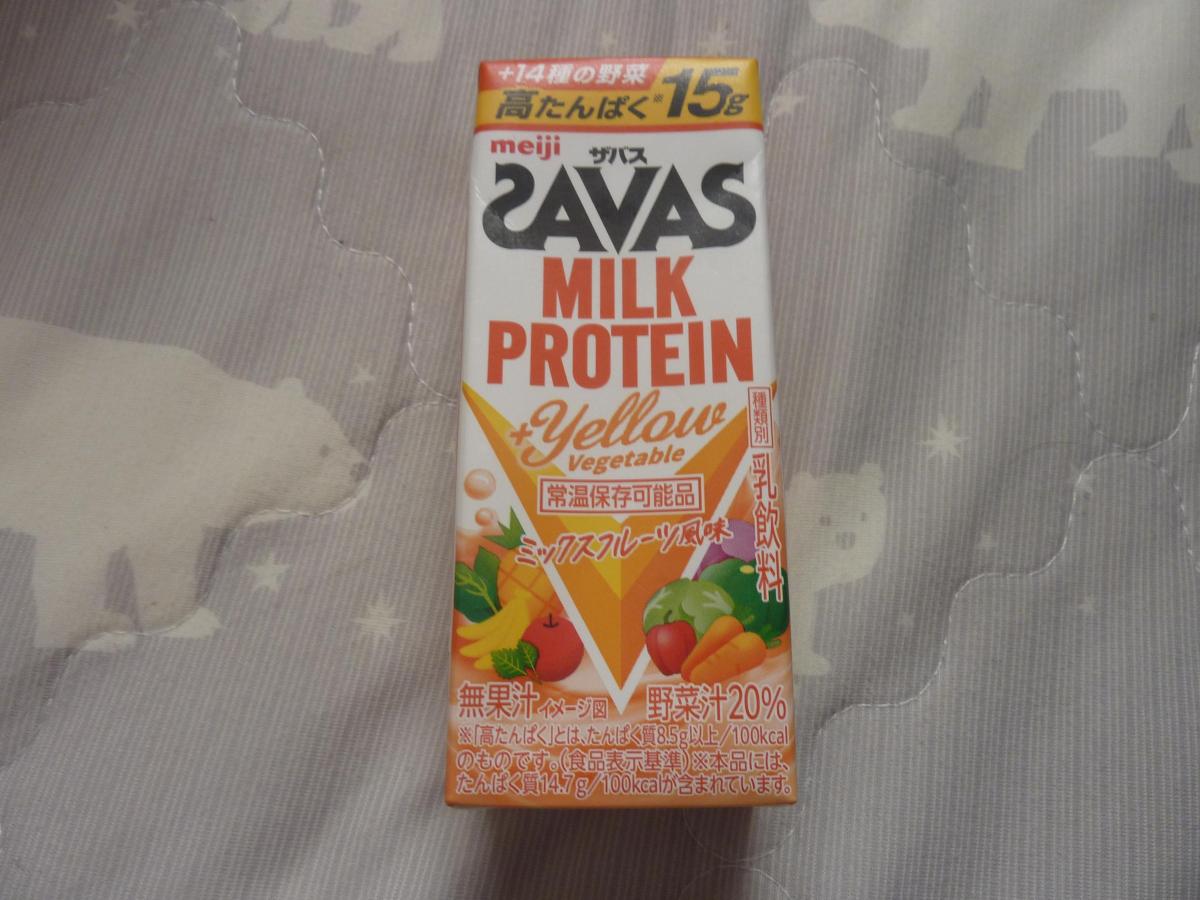 +14種の野菜
高たんぱく※15g
meiji
ザバス
SAVAS
MILK
PROTEIN
+Yellow
Vegetable
種類別
乳飲料
常温保存可能品
ミックスフルーツ風味
無果汁 イメージ図 野菜汁20%
※「高たんぱく」とは、たんぱく質8.5g以上/100kcal
のものです。(食品表示基準)※本品には、
たんぱく質14.7g/100kcalが含まれています。